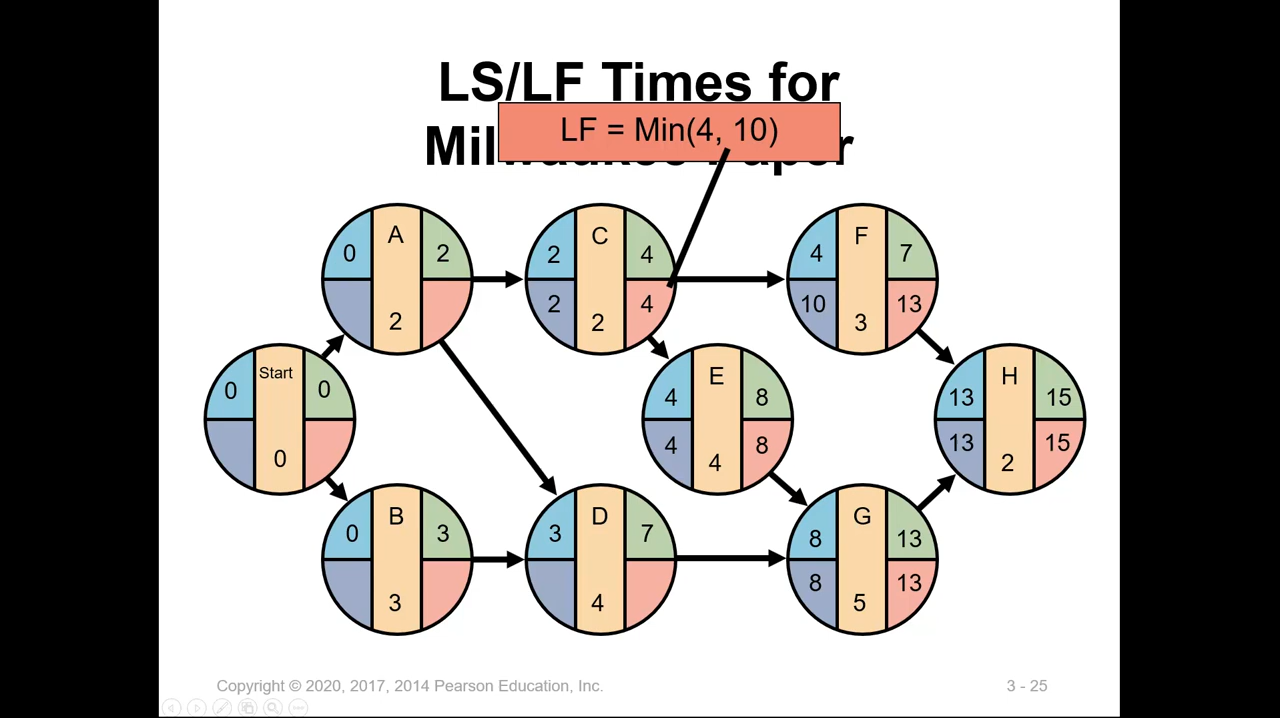 LS/LF Times for
LF = Min(4, 10)
A
0
2
2
C
2
4
2
4
2
F
4
7
10
13
3
Start
0
0
0
E
4
8
4
8
4
H
13
15
13
15
2
B
0
3
3
D
3
7
4
G
8
13
8
13
5
Copyright © 2020, 2017, 2014 Pearson Education, Inc.
3 - 25